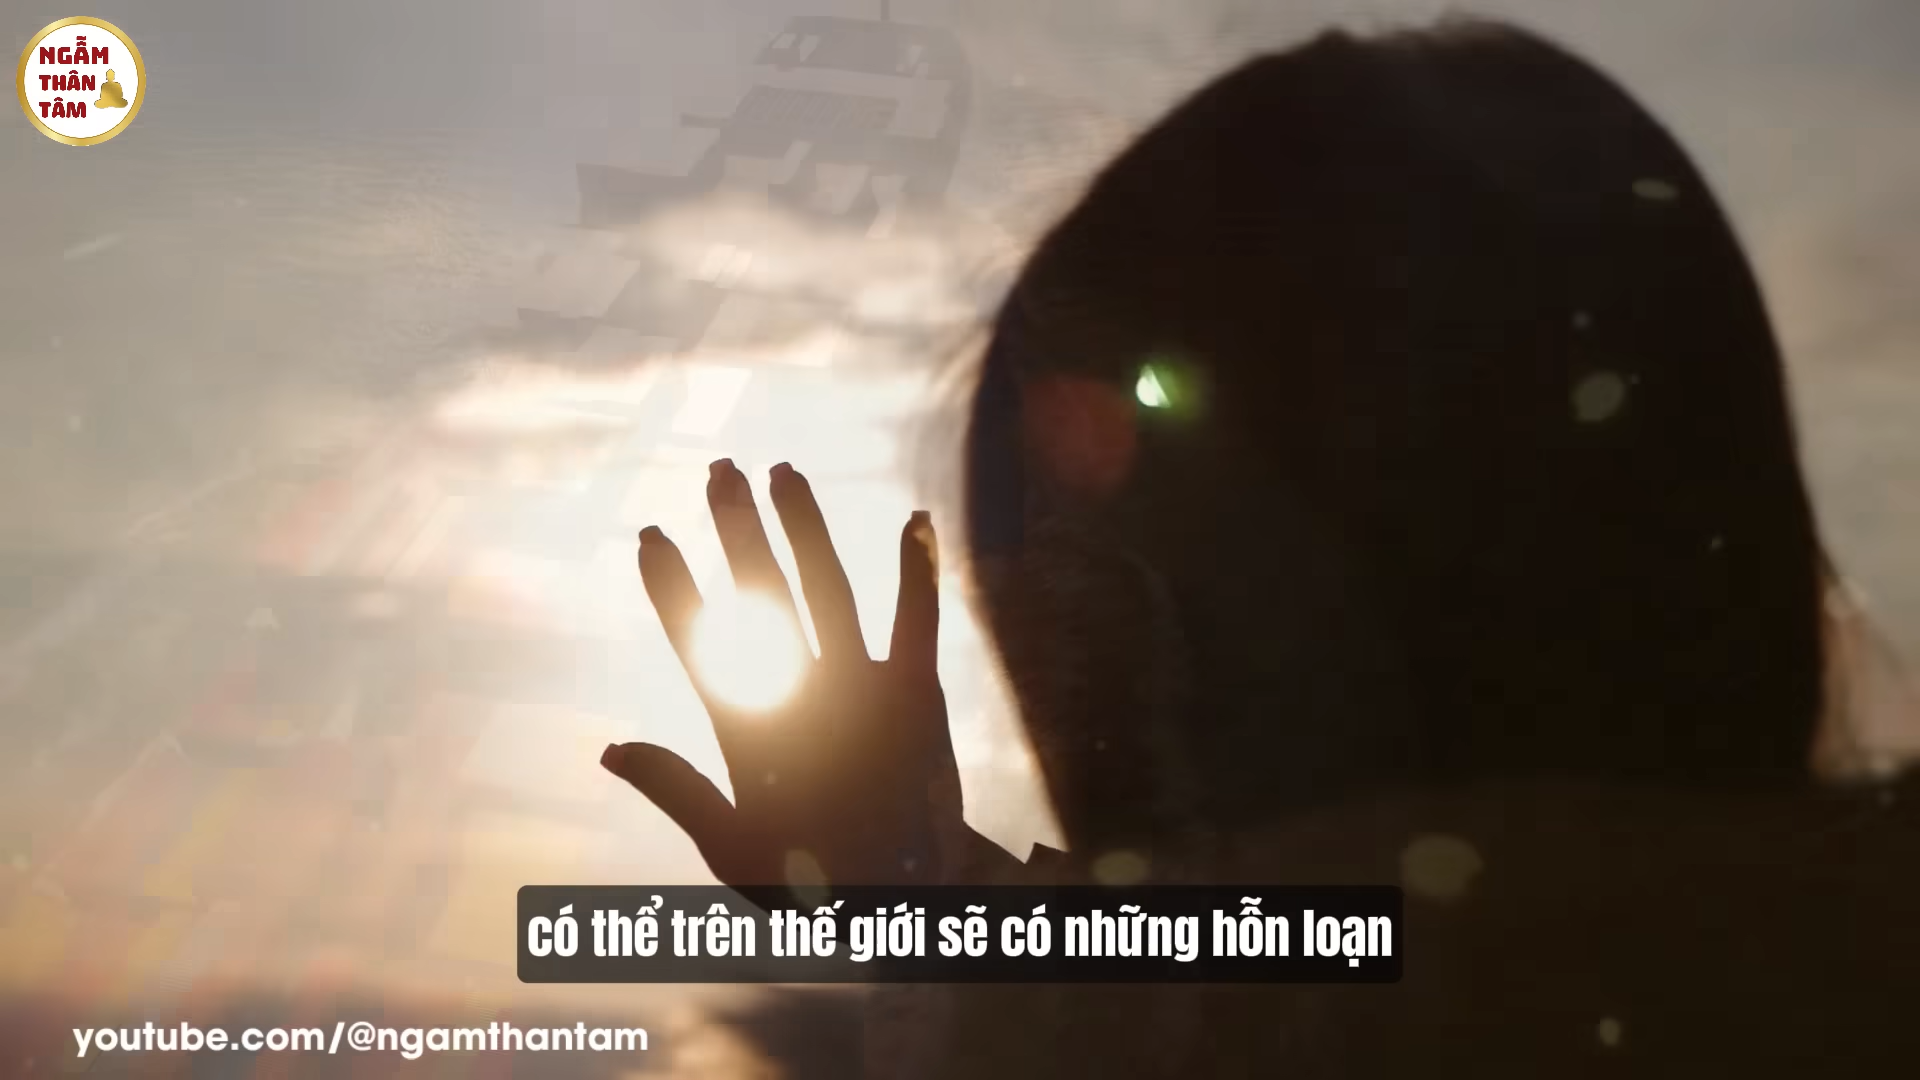 NGẪM
THÂN
TÂM
có thể trên thế giới sẽ có những hỗn loạn
youtube.com/@ngamthantam